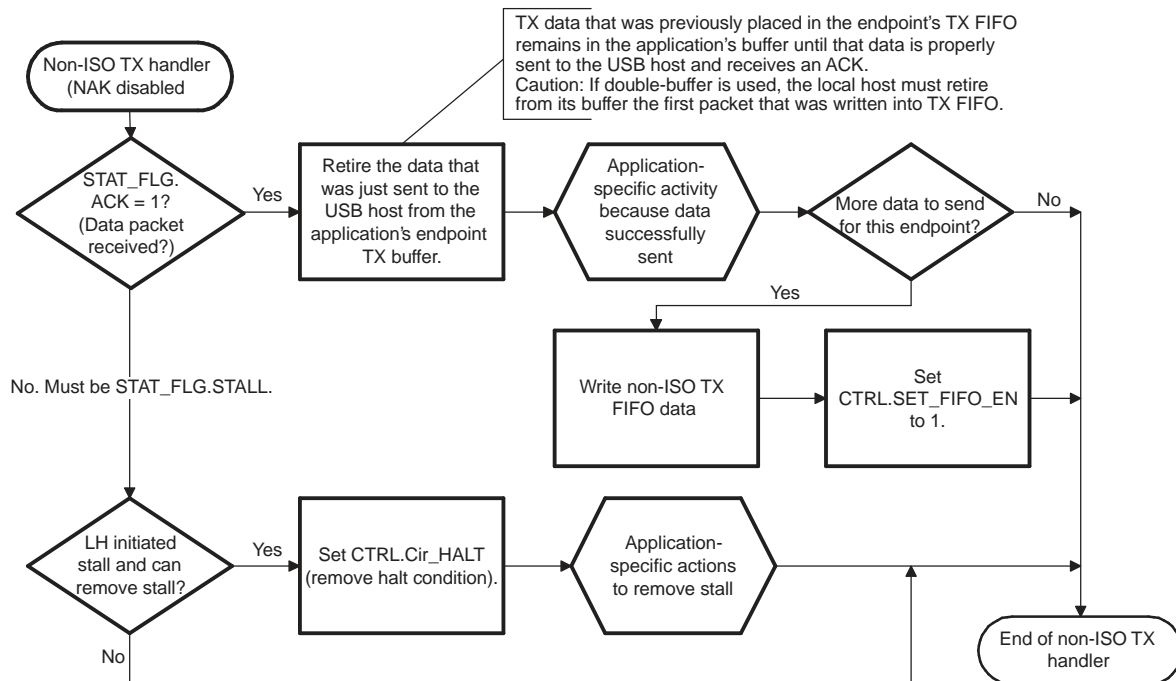 TX data that was previously placed in the endpoint's TX FIFO
remains in the application's buffer until that data is properly
sent to the USB host and receives an ACK.
Caution: If double-buffer is used, the local host must retire
from its buffer the first packet that was written into TX FIFO.
Non-ISO TX handler
(NAK disabled
STAT_FLG.
ACK = 1?
(Data packet
received?)
Yes
Retire the data that
was just sent to the
USB host from the
application's endpoint
TX buffer.
Application-
specific activity
because data
successfully
sent
More data to send
for this endpoint?
No
Yes
Write non-ISO TX
FIFO data
Set
CTRL.SET_FIFO_EN
to 1.
No. Must be STAT_FLG.STALL.
LH initiated
stall and can
remove stall?
Yes
Set CTRL.Cir_HALT
(remove halt condition).
Application-
specific actions
to remove stall
No
End of non-ISO TX
handler